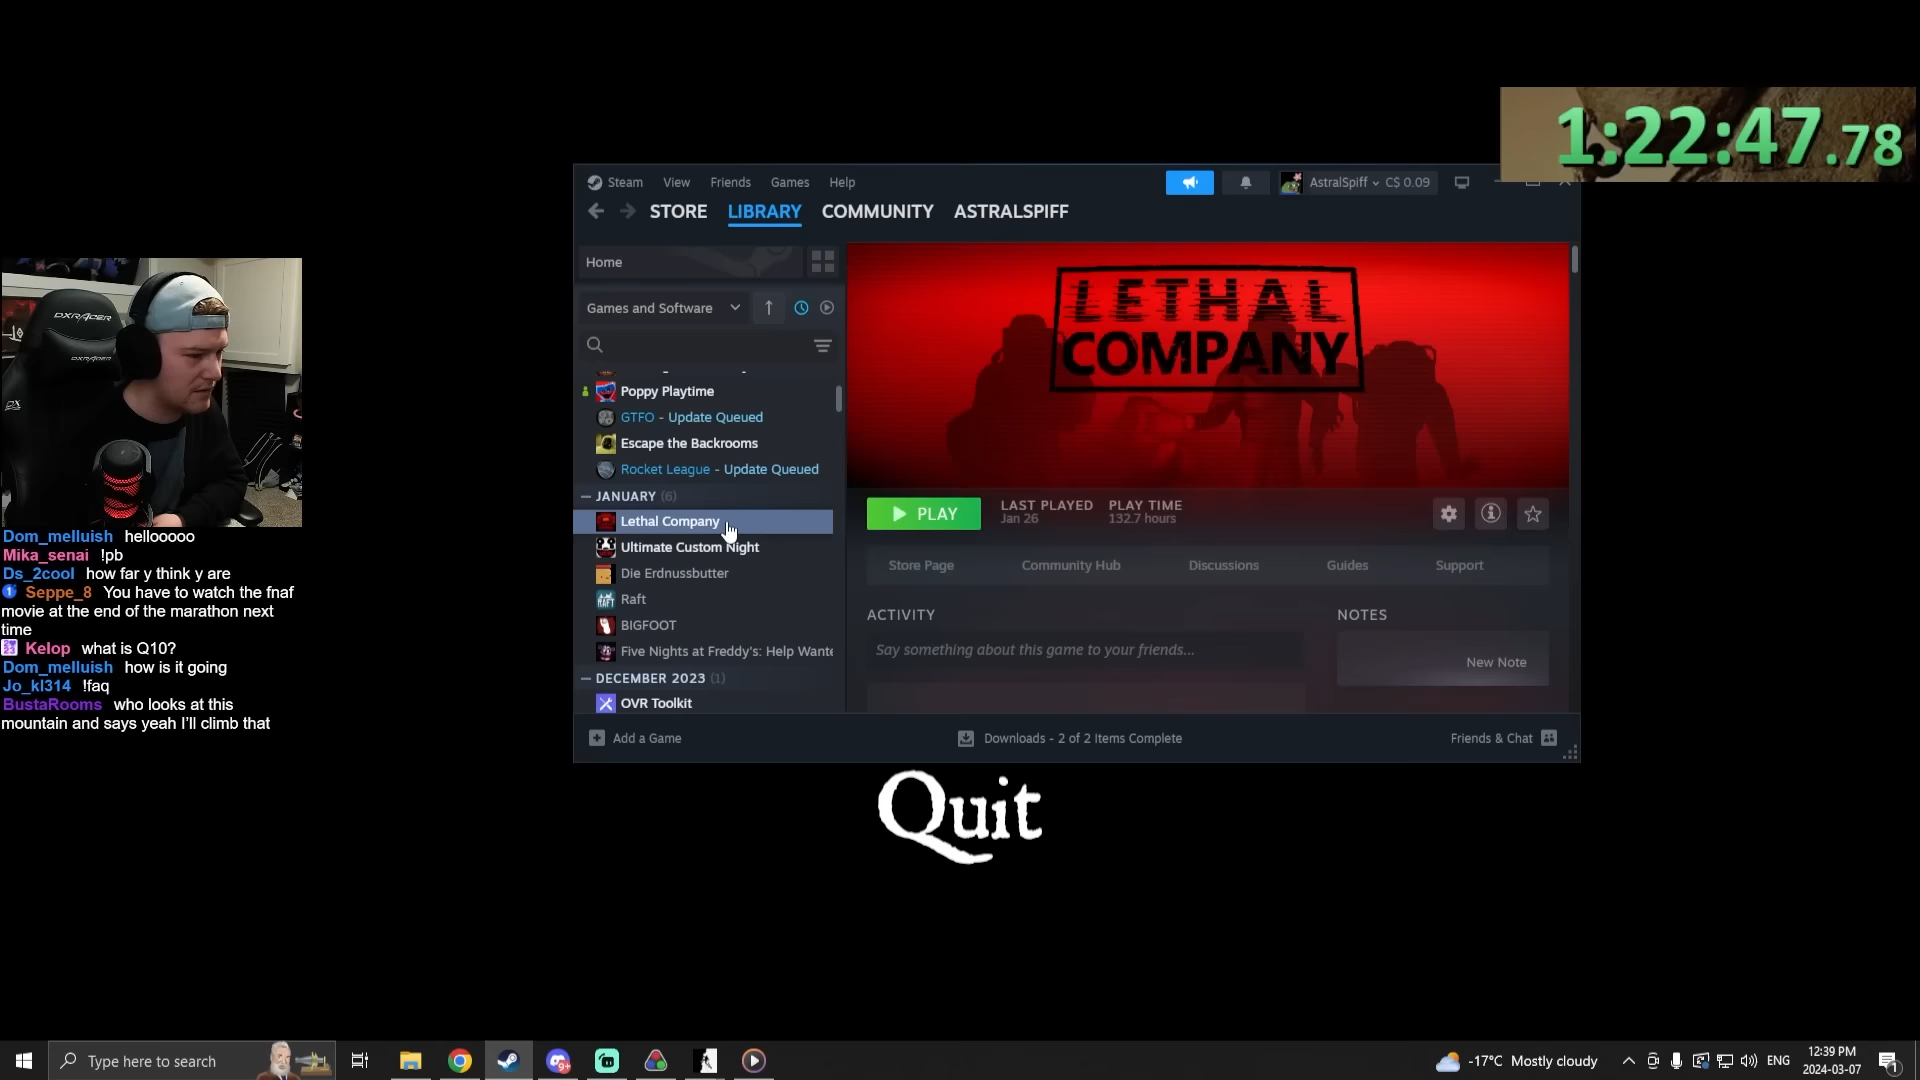 1:22:47.78
Steam View Friends Games Help
AstralSpiff C$ 0.09
STORE LIBRARY COMMUNITY ASTRALSPIFF
Home
Games and Software
Poppy Playtime
GTFO - Update Queued
Escape the Backrooms
Rocket League - Update Queued
JANUARY (6)
Lethal Company
Ultimate Custom Night
Die Erdnussbutter
Raft
BIGFOOT
Five Nights at Freddy's: Help Wante
DECEMBER 2023 (1)
OVR Toolkit
LETHAL
COMPANY
PLAY
LAST PLAYED
Jan 26
PLAY TIME
132.7 hours
Store Page Community Hub Discussions Guides Support
ACTIVITY
Say something about this game to your friends...
NOTES
New Note
Add a Game
Downloads - 2 of 2 Items Complete
Friends & Chat
Quit
DXRACER
DXRACER
DX
Dom_melluish hellooooo
Mika_senai !pb
Ds_2cool how far y think y are
Seppe_8 You have to watch the fnaf
movie at the end of the marathon next
time
Kelop what is Q10?
Dom_melluish how is it going
Jo_kl314 !faq
BustaRooms who looks at this
mountain and says yeah I'll climb that
Type here to search
9+
-17°C Mostly cloudy
ENG
12:39 PM
2024-03-07
1